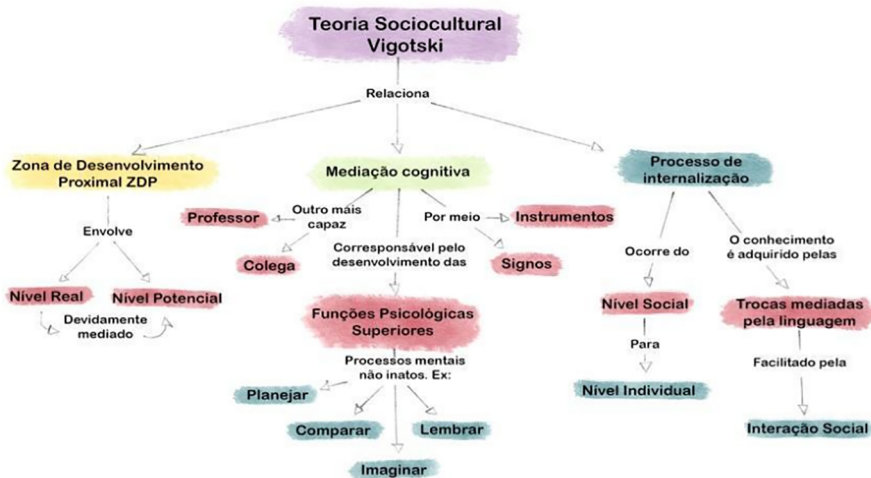 Teoria Sociocultural
Vigotski
Relaciona
Zona de Desenvolvimento
Proximal ZDP
Envolve
Nível Real
Nível Potencial
Devidamente
mediado
Mediação cognitiva
Outro mais
capaz
Professor
Colega
Por meio
Instrumentos
Signos
Corresponsável pelo
desenvolvimento das
Funções Psicológicas
Superiores
Processos mentais
não inatos. Ex:
Planejar
Comparar
Lembrar
Imaginar
Processo de
internalização
Ocorre do
Nível Social
Para
Nível Individual
O conhecimento
é adquirido pelas
Trocas mediadas
pela linguagem
Facilitado pela
Interação Social